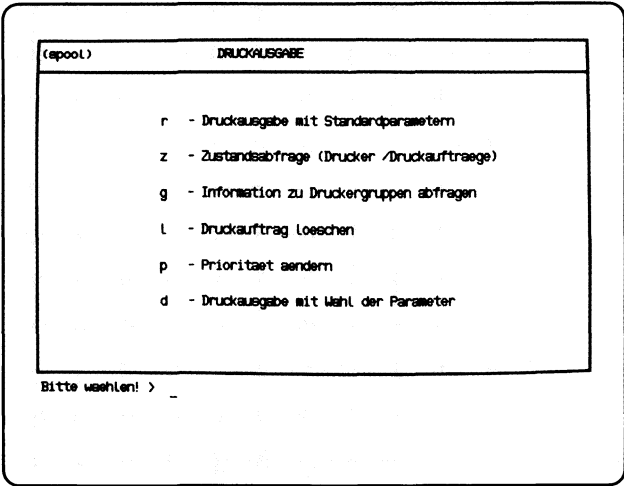 (spool) DRUCKAUSGABE
r - Druckausgabe mit Standardparametern
z - Zustandsabfrage (Drucker /Druckauftraege)
g - Information zu Druckergruppen abfragen
l - Druckauftrag loeschen
p - Prioritaet aendern
d - Druckausgabe mit Wahl der Parameter
Bitte waehlen! > _